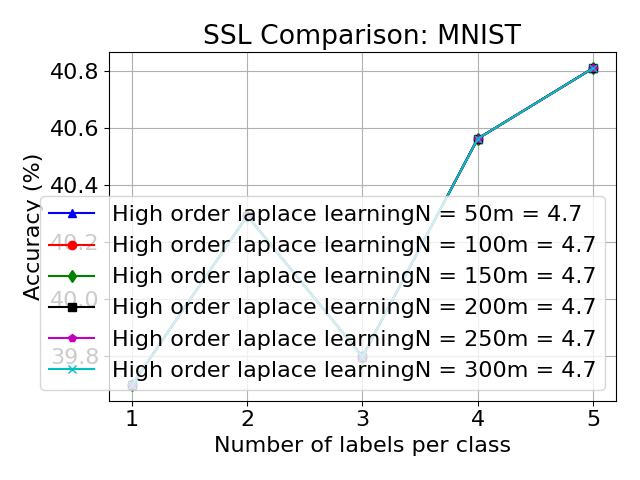 SSL Comparison: MNIST
Accuracy (%)
40.8
40.6
40.4
40.2
40.0
39.8
High order laplace learningN = 50m = 4.7
High order laplace learningN = 100m = 4.7
High order laplace learningN = 150m = 4.7
High order laplace learningN = 200m = 4.7
High order laplace learningN = 250m = 4.7
High order laplace learningN = 300m = 4.7
1 2 3 4 5
Number of labels per class